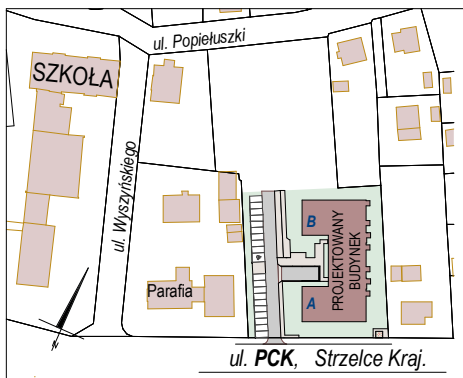 ul. Popiełuszki
SZKOŁA
ul. Wyszyńskiego
B
PROJEKTOWANY
BUDYNEK
A
Parafia
N
ul. PCK, Strzelce Kraj.